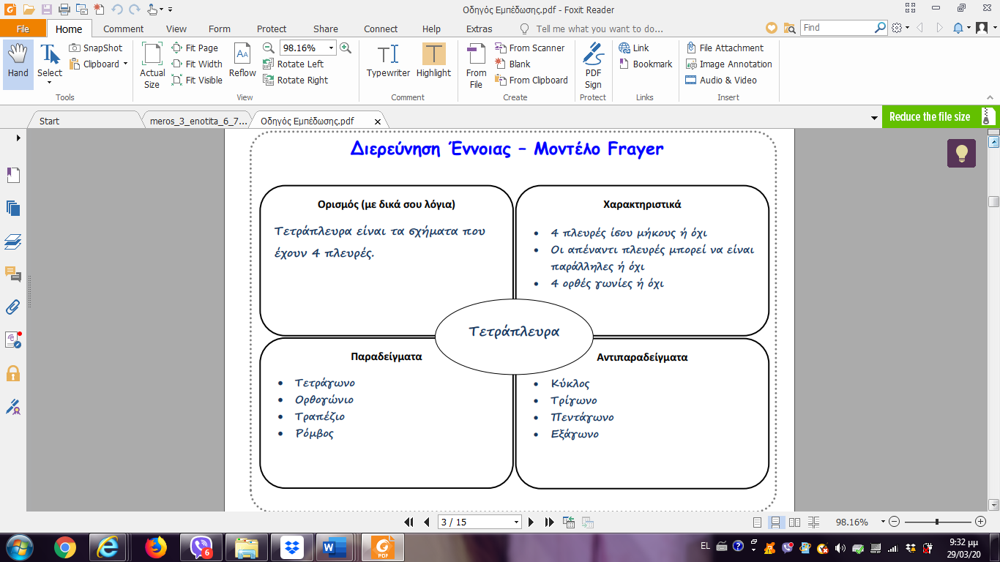 Οδηγός Εμπέδωσης.pdf - Foxit Reader
File Home Comment View Form Protect Share Connect Help Extras Tell me what you want to do... Find
Hand
Select
SnapShot
Clipboard
Tools
Actual Size
Fit Page
Fit Width
Fit Visible
Reflow
98.16%
Rotate Left
Rotate Right
View
Typewriter
Highlight
Comment
From File
From Scanner
Blank
From Clipboard
Create
PDF Sign
Protect
Link
Bookmark
Links
File Attachment
Image Annotation
Audio & Video
Insert
Start meros_3_enotita_6_7... Οδηγός Εμπέδωσης.pdf Reduce the file size
Διερεύνηση Έννοιας – Μοντέλο Frayer
Ορισμός (με δικά σου λόγια)
Τετράπλευρα είναι τα σχήματα που
έχουν 4 πλευρές.
Χαρακτηριστικά
• 4 πλευρές ίσου μήκους ή όχι
• Οι απέναντι πλευρές μπορεί να είναι
παράλληλες ή όχι
• 4 ορθές γωνίες ή όχι
Τετράπλευρα
Παραδείγματα
• Τετράγωνο
• Ορθογώνιο
• Τραπέζιο
• Ρόμβος
Αντιπαραδείγματα
• Κύκλος
• Τρίγωνο
• Πεντάγωνο
• Εξάγωνο
3 / 15 98.16%
6
W
PDF
EL
9:32 μμ
29/03/20